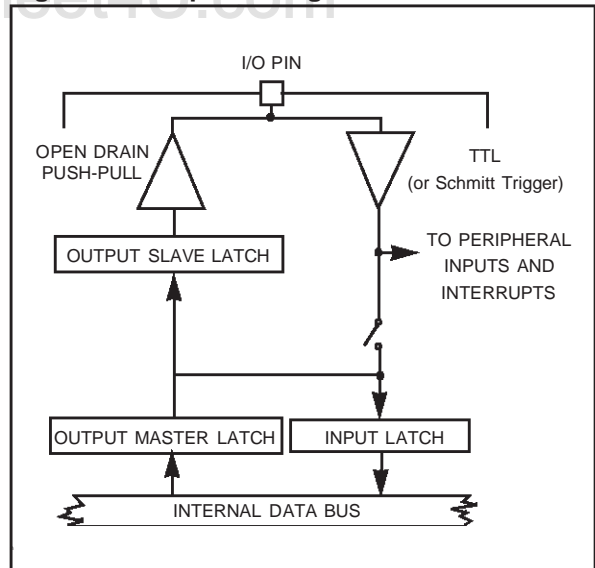 I/O PIN
OPEN DRAIN
PUSH-PULL
TTL
(or Schmitt Trigger)
OUTPUT SLAVE LATCH
TO PERIPHERAL
INPUTS AND
INTERRUPTS
OUTPUT MASTER LATCH
INPUT LATCH
INTERNAL DATA BUS